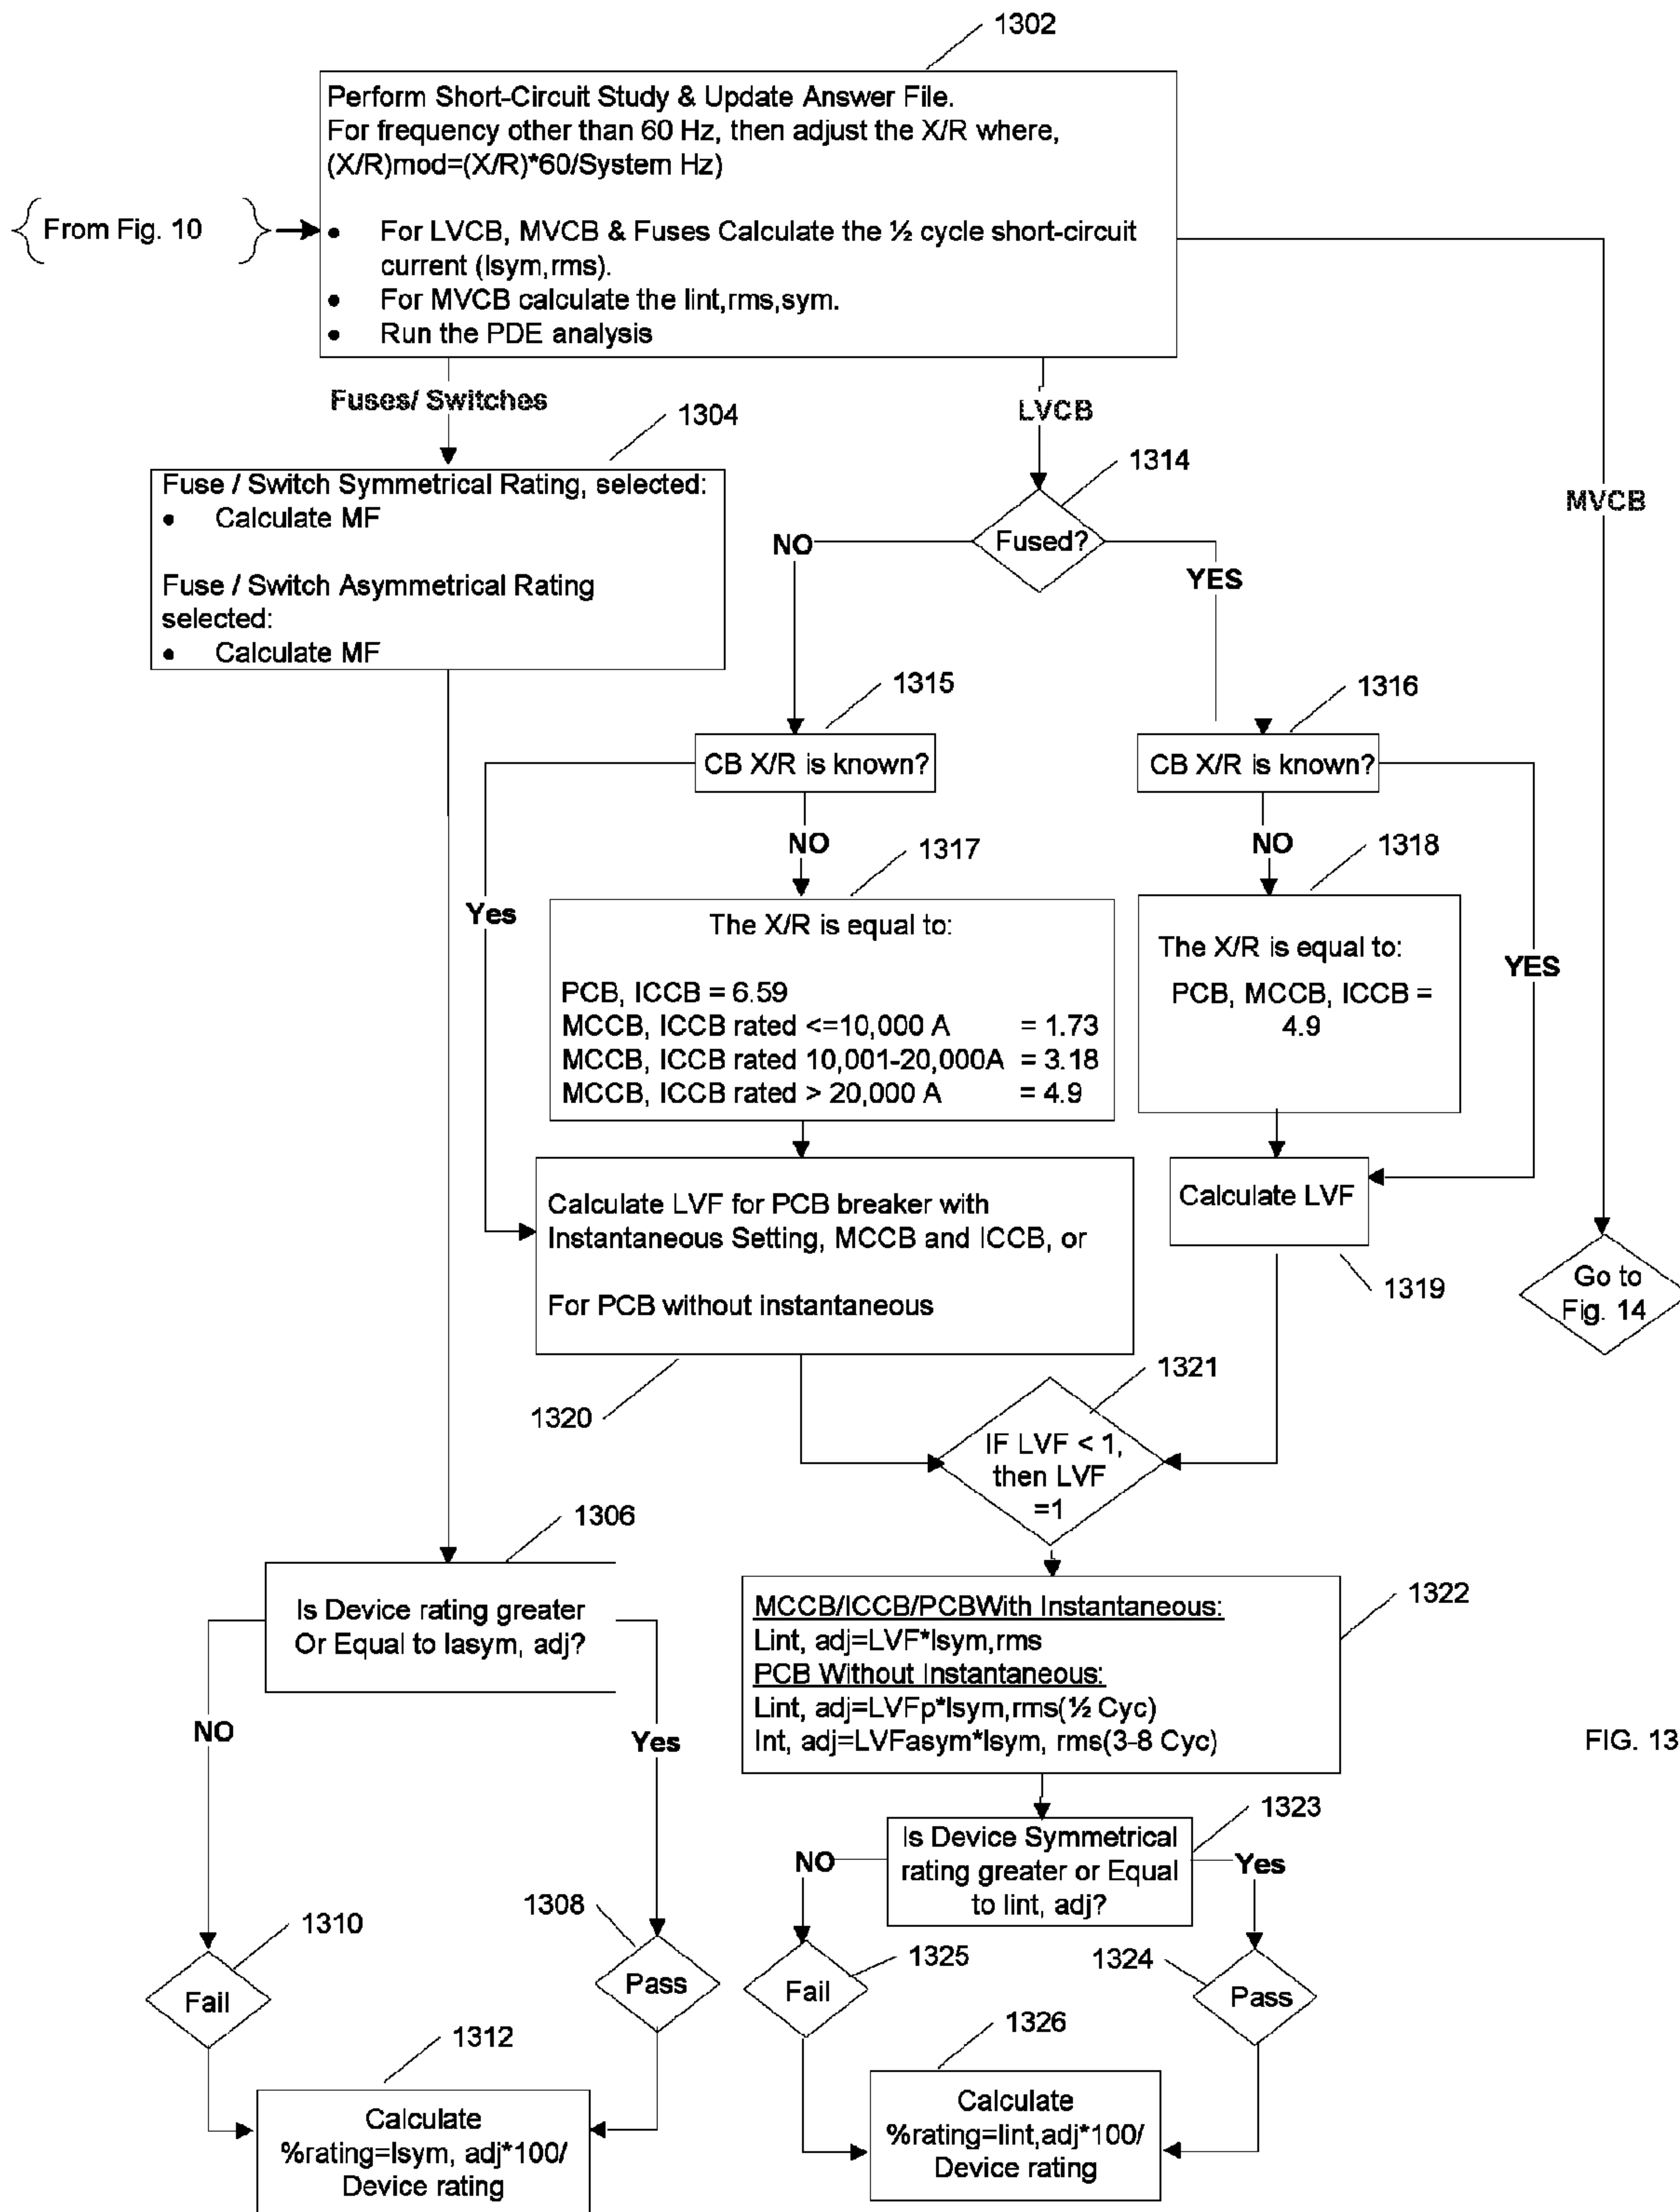 1302
Perform Short-Circuit Study & Update Answer File.
For frequency other than 60 Hz, then adjust the X/R where,
(X/R)mod=(X/R)*60/System Hz)
From Fig. 10
• For LVCB, MVCB & Fuses Calculate the ½ cycle short-circuit
current (Isym,rms).
• For MVCB calculate the Iint,rms,sym.
• Run the PDE analysis
Fuses/ Switches
LVCB
MVCB
1304
Fuse / Switch Symmetrical Rating, selected:
• Calculate MF
Fuse / Switch Asymmetrical Rating
selected:
• Calculate MF
1314
Fused?
NO
YES
1315
CB X/R is known?
1316
CB X/R is known?
NO
NO
Yes
YES
1317
The X/R is equal to:
PCB, ICCB = 6.59
MCCB, ICCB rated <=10,000 A = 1.73
MCCB, ICCB rated 10,001-20,000A = 3.18
MCCB, ICCB rated > 20,000 A = 4.9
1318
The X/R is equal to:
PCB, MCCB, ICCB =
4.9
Calculate LVF for PCB breaker with
Instantaneous Setting, MCCB and ICCB, or
For PCB without instantaneous
1320
Calculate LVF
1319
Go to
Fig. 14
1321
IF LVF < 1,
then LVF
=1
1306
Is Device rating greater
Or Equal to Iasym, adj?
NO
Yes
1322
MCCB/ICCB/PCBWith Instantaneous:
Lint, adj=LVF*Isym,rms
PCB Without Instantaneous:
Lint, adj=LVFp*Isym,rms(½ Cyc)
Int, adj=LVFasym*Isym, rms(3-8 Cyc)
FIG. 13
1323
Is Device Symmetrical
rating greater or Equal
to Iint, adj?
NO
Yes
1310
Fail
1308
Pass
1325
Fail
1324
Pass
1312
Calculate
%rating=Isym, adj*100/
Device rating
1326
Calculate
%rating=Iint,adj*100/
Device rating